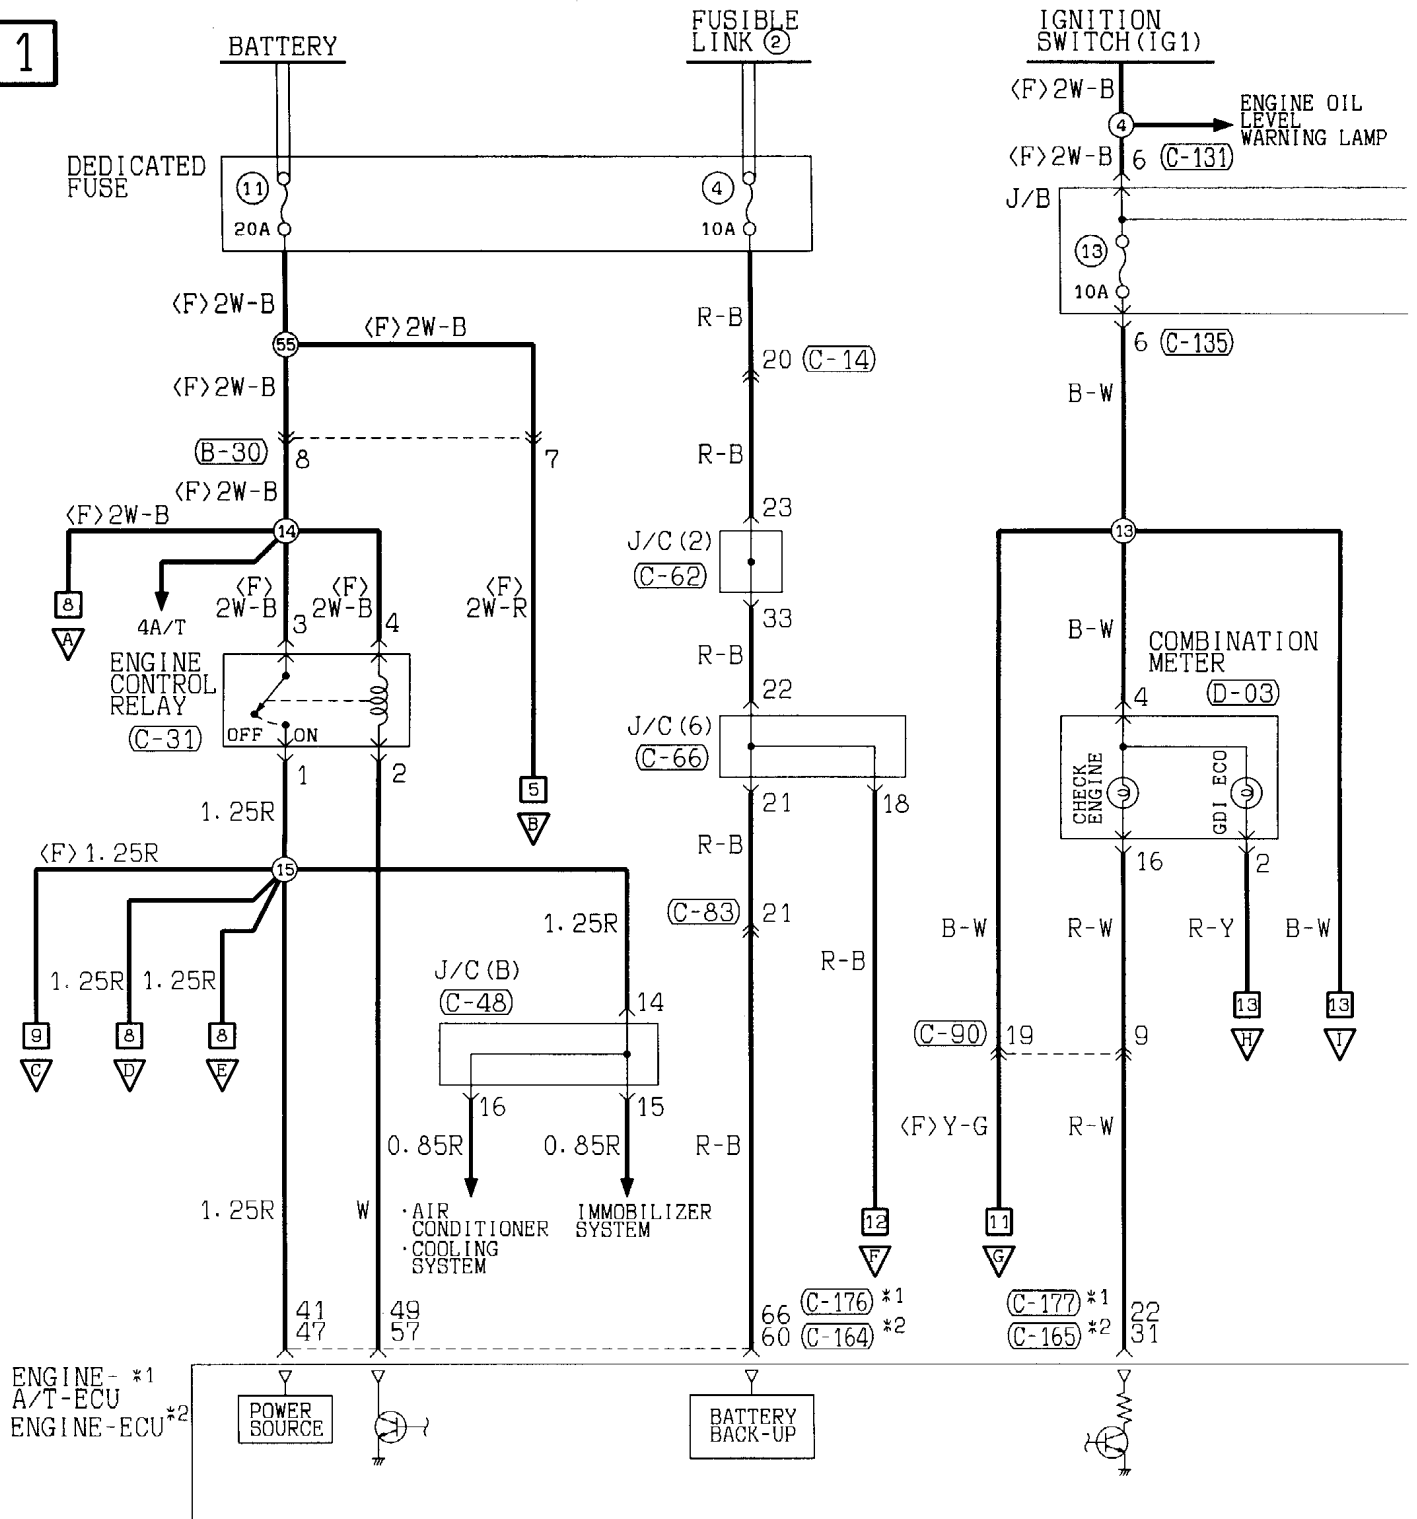 1
BATTERY
FUSIBLE
LINK ②
IGNITION
SWITCH(IG1)
<F>2W-B
4
ENGINE OIL
LEVEL
WARNING LAMP
<F>2W-B
6 (C-131)
DEDICATED
FUSE
11
20A
4
10A
J/B
13
10A
<F>2W-B
R-B
6 (C-135)
55
<F>2W-B
20 (C-14)
<F>2W-B
B-W
(B-30)
8
7
R-B
<F>2W-B
<F>2W-B
14
23
13
J/C(2)
(C-62)
8
A
4A/T
<F>
2W-B
<F>
2W-B
<F>
2W-R
3
4
33
B-W
R-B
COMBINATION
METER
(D-03)
ENGINE
CONTROL
RELAY
(C-31)
OFF
ON
22
4
J/C(6)
(C-66)
CHECK
ENGINE
GDI ECO
1
2
5
B
21
18
1.25R
R-B
16
2
<F>1.25R
15
(C-83)
21
1.25R
B-W
R-W
R-Y
B-W
1.25R
1.25R
J/C(B)
(C-48)
14
R-B
9
C
8
D
8
E
(C-90)
19
9
13
H
13
I
16
15
0.85R
0.85R
R-B
<F>Y-G
R-W
1.25R
W
·AIR
CONDITIONER
·COOLING
SYSTEM
IMMOBILIZER
SYSTEM
12
F
11
G
41
47
49
57
66 (C-176)*1
60 (C-164)*2
(C-177)*1 22
(C-165)*2 31
ENGINE- *1
A/T-ECU
ENGINE-ECU*2
POWER
SOURCE
BATTERY
BACK-UP